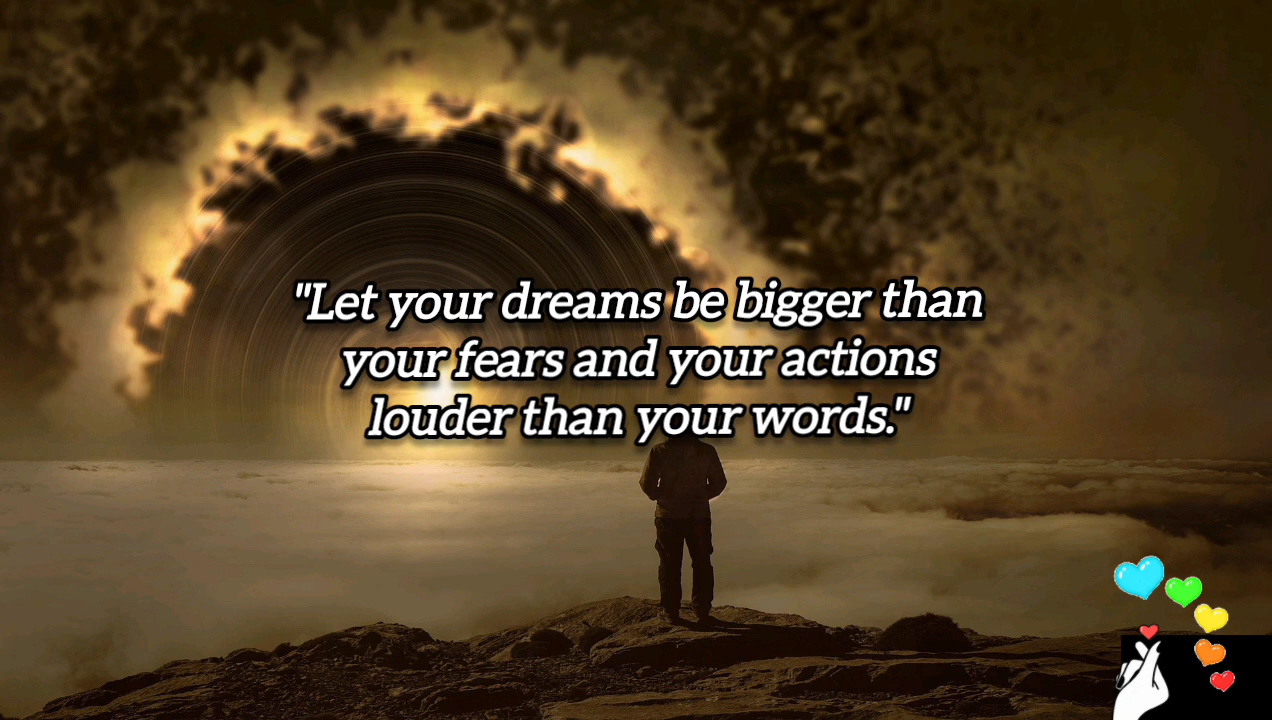 "Let your dreams be bigger than
your fears and your actions
louder than your words."